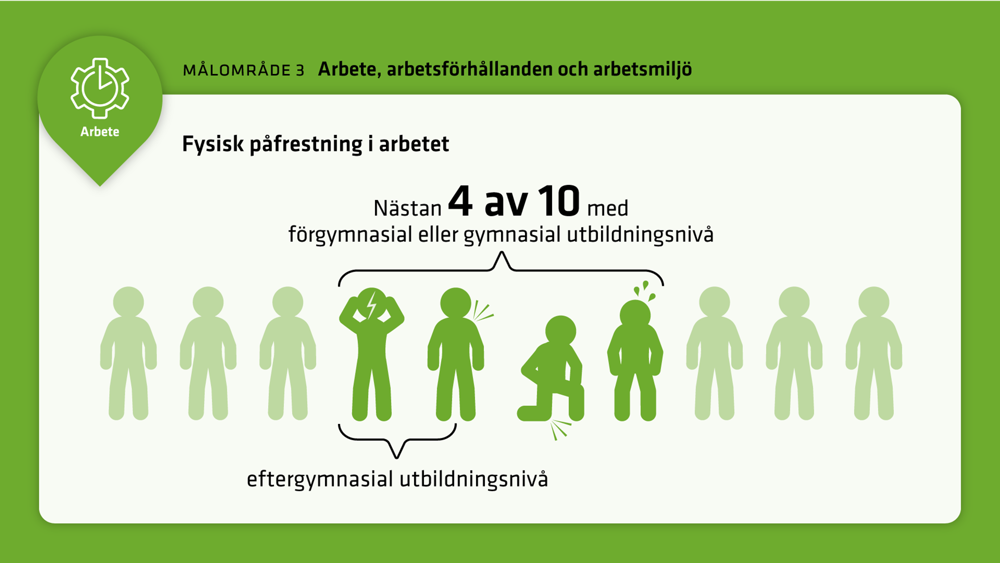 MÅLOMRÅDE 3 Arbete, arbetsförhållanden och arbetsmiljö
Arbete
Fysisk påfrestning i arbetet
Nästan 4 av 10 med
förgymnasial eller gymnasial utbildningsnivå
eftergymnasial utbildningsnivå